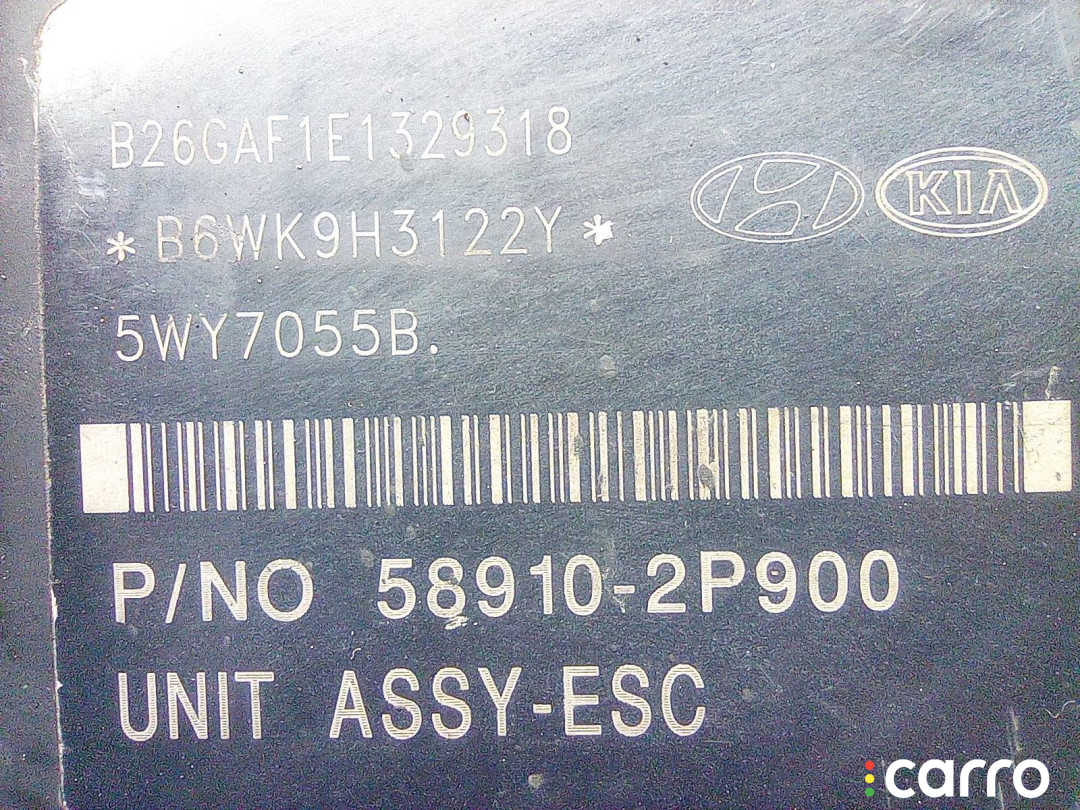 B26GAF1E1329318
*B6WK9H3122Y*
KIA
5WY7055B.
P/NO 58910-2P900
UNIT ASSY-ESC
carro